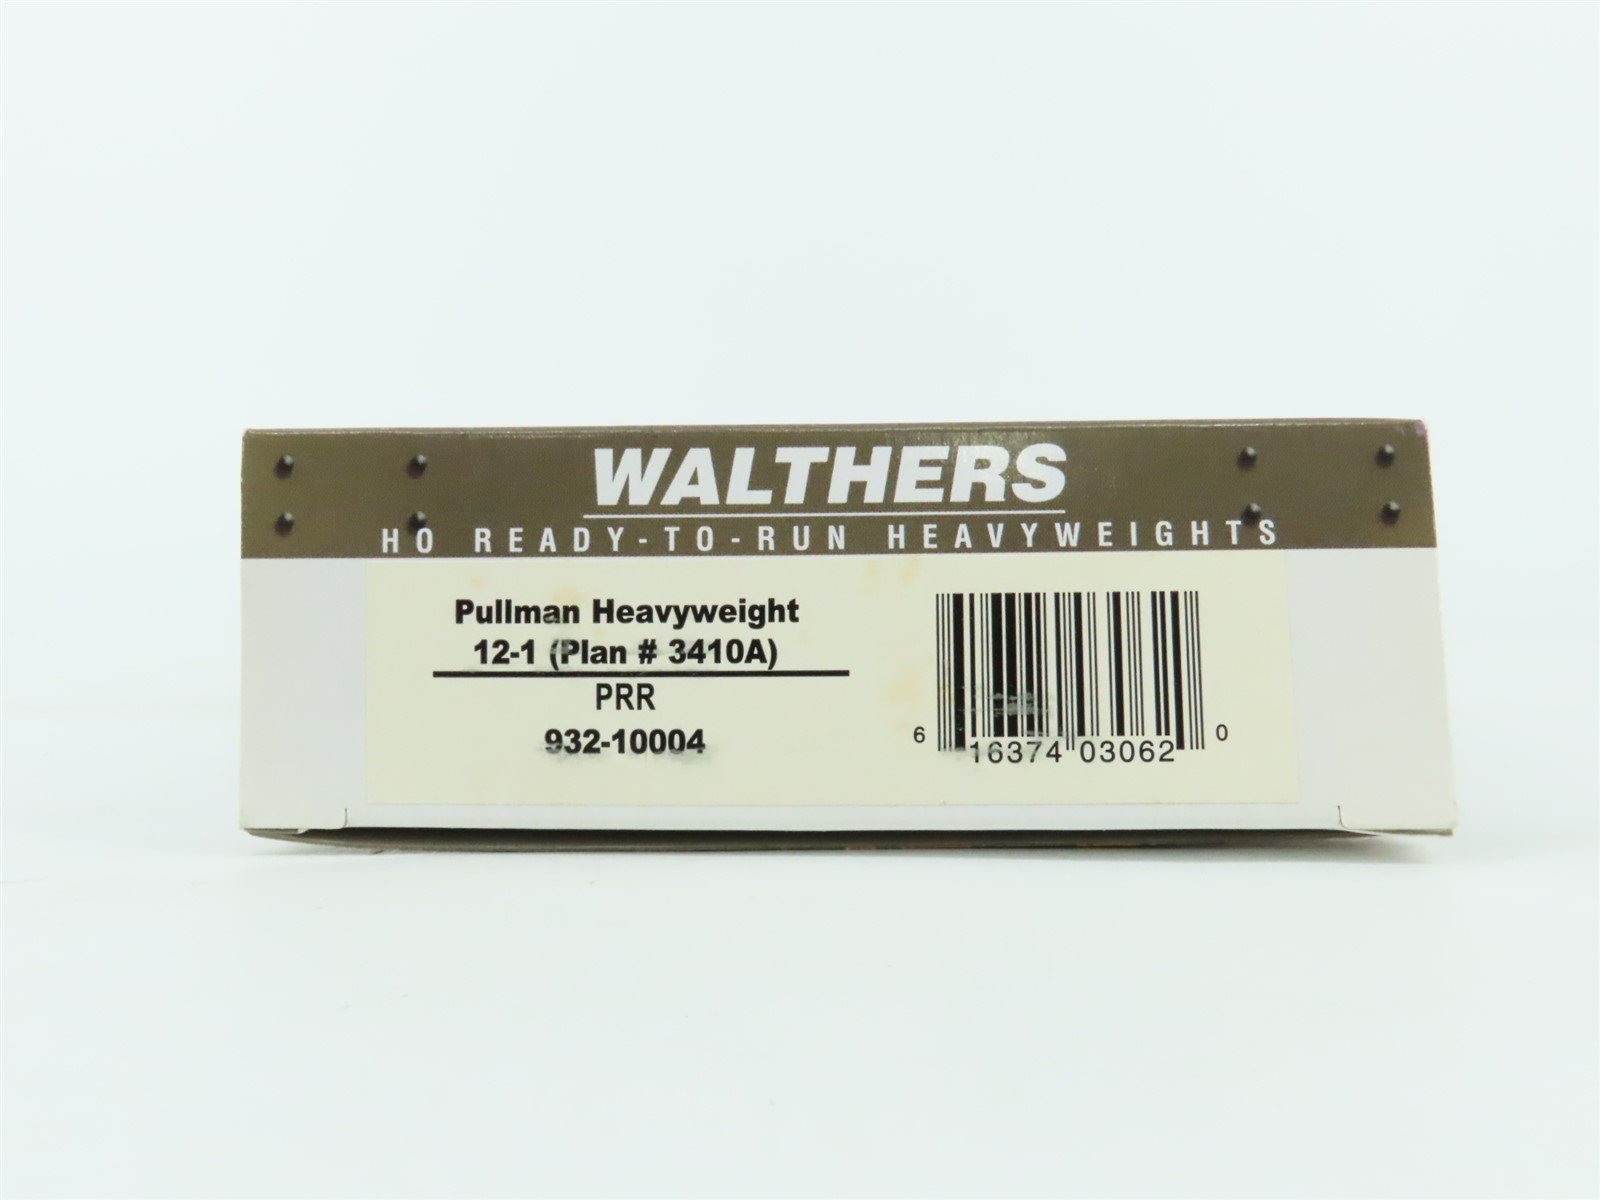 WALTHERS
HO READY-TO-RUN HEAVYWEIGHTS
Pullman Heavyweight
12-1 (Plan # 3410A)
PRR
932-10004
6 16374 03062 0